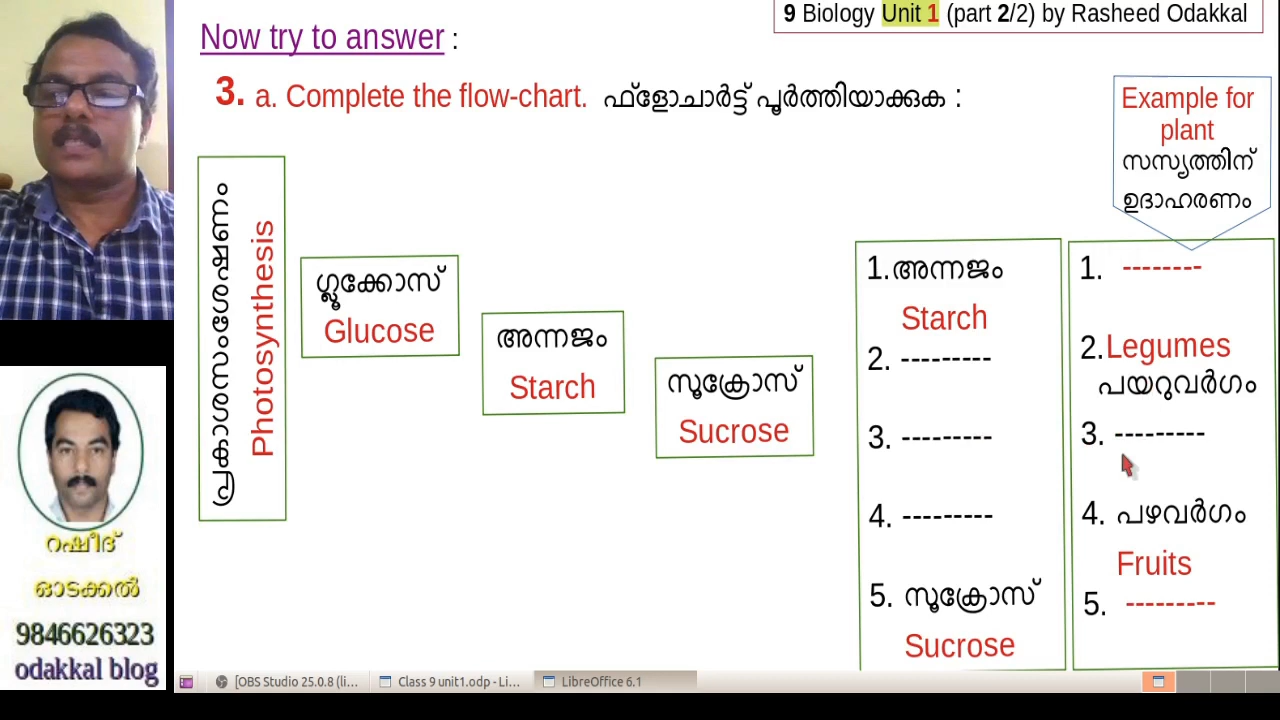 9 Biology Unit 1 (part 2/2) by Rasheed Odakkal
Now try to answer :
3. a. Complete the flow-chart. ഫ്ളോചാർട്ട് പൂർത്തിയാക്കുക :
Example for
plant
സസ്യത്തിന്
ഉദാഹരണം
പ്രകാശസംശ്ലേഷണം
Photosynthesis
ഗ്ലൂക്കോസ്
Glucose
അന്നജം
Starch
സൂക്രോസ്
Sucrose
1.അന്നജം
Starch
2. ---------
3. ---------
4. ---------
5. സൂക്രോസ്
Sucrose
1. --------
2.Legumes
പയറുവർഗം
3. ---------
4. പഴവർഗം
Fruits
5. ---------
റഷീദ്
ഓടക്കൽ
9846626323
odakkal blog
[OBS Studio 25.0.8 (li... Class 9 unit1.odp - Li... LibreOffice 6.1